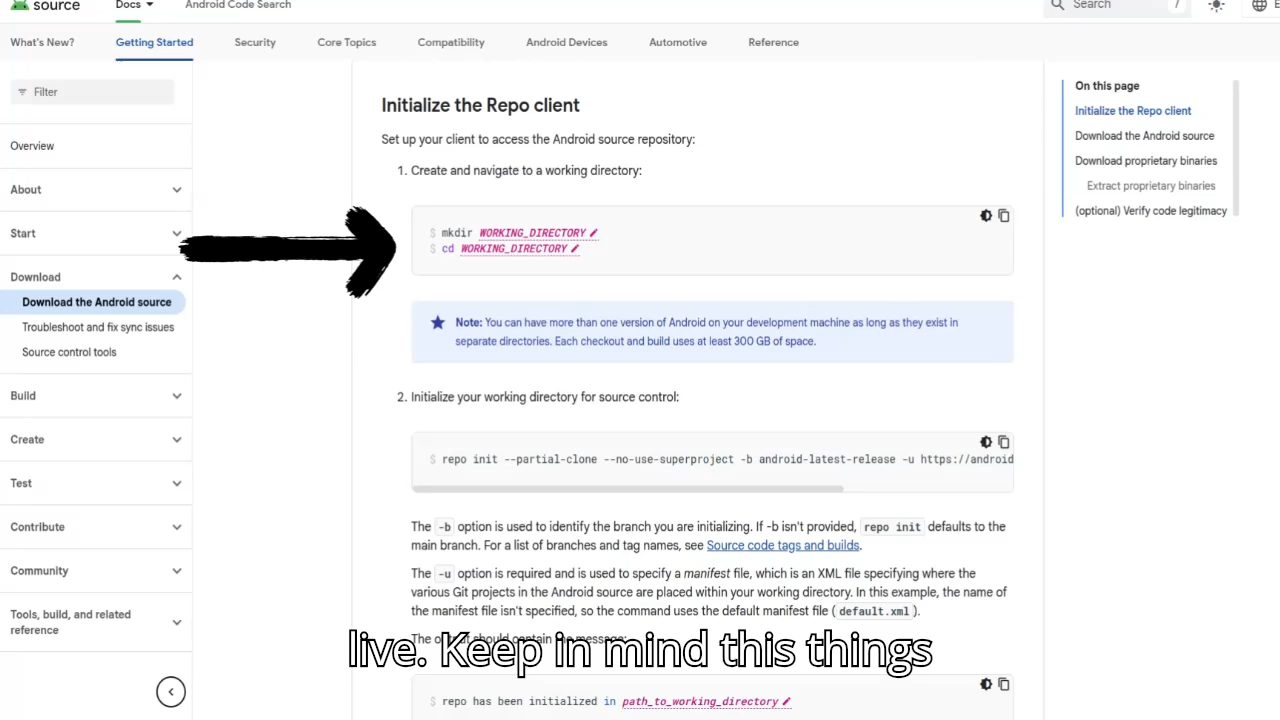 source
Docs
Android Code Search
Search
/
E
What's New?
Getting Started
Security
Core Topics
Compatibility
Android Devices
Automotive
Reference
Filter
Overview
About
Start
Download
Download the Android source
Troubleshoot and fix sync issues
Source control tools
Build
Create
Test
Contribute
Community
Tools, build, and related
reference
Initialize the Repo client
Set up your client to access the Android source repository:
1. Create and navigate to a working directory:
$ mkdir WORKING_DIRECTORY
$ cd WORKING_DIRECTORY
Note: You can have more than one version of Android on your development machine as long as they exist in
separate directories. Each checkout and build uses at least 300 GB of space.
2. Initialize your working directory for source control:
$ repo init --partial-clone --no-use-superproject -b android-latest-release -u https://android
The -b option is used to identify the branch you are initializing. If -b isn't provided, repo init defaults to the
main branch. For a list of branches and tag names, see Source code tags and builds.
The -u option is required and is used to specify a manifest file, which is an XML file specifying where the
various Git projects in the Android source are placed within your working directory. In this example, the name of
the manifest file isn't specified, so the command uses the default manifest file (default.xml).
The output should contain the message:
live. Keep in mind this things
$ repo has been initialized in path_to_working_directory
On this page
Initialize the Repo client
Download the Android source
Download proprietary binaries
Extract proprietary binaries
(optional) Verify code legitimacy